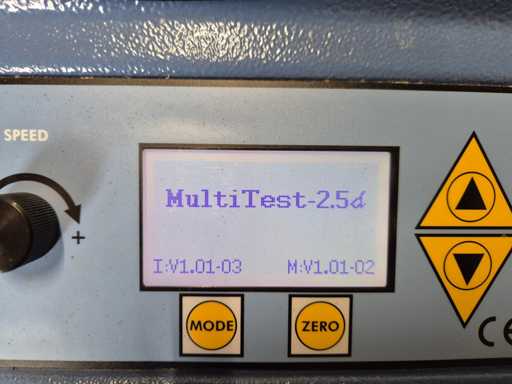 SPEED
+
MultiTest-2.5d
I:V1.01-03 M:V1.01-02
MODE ZERO
CE